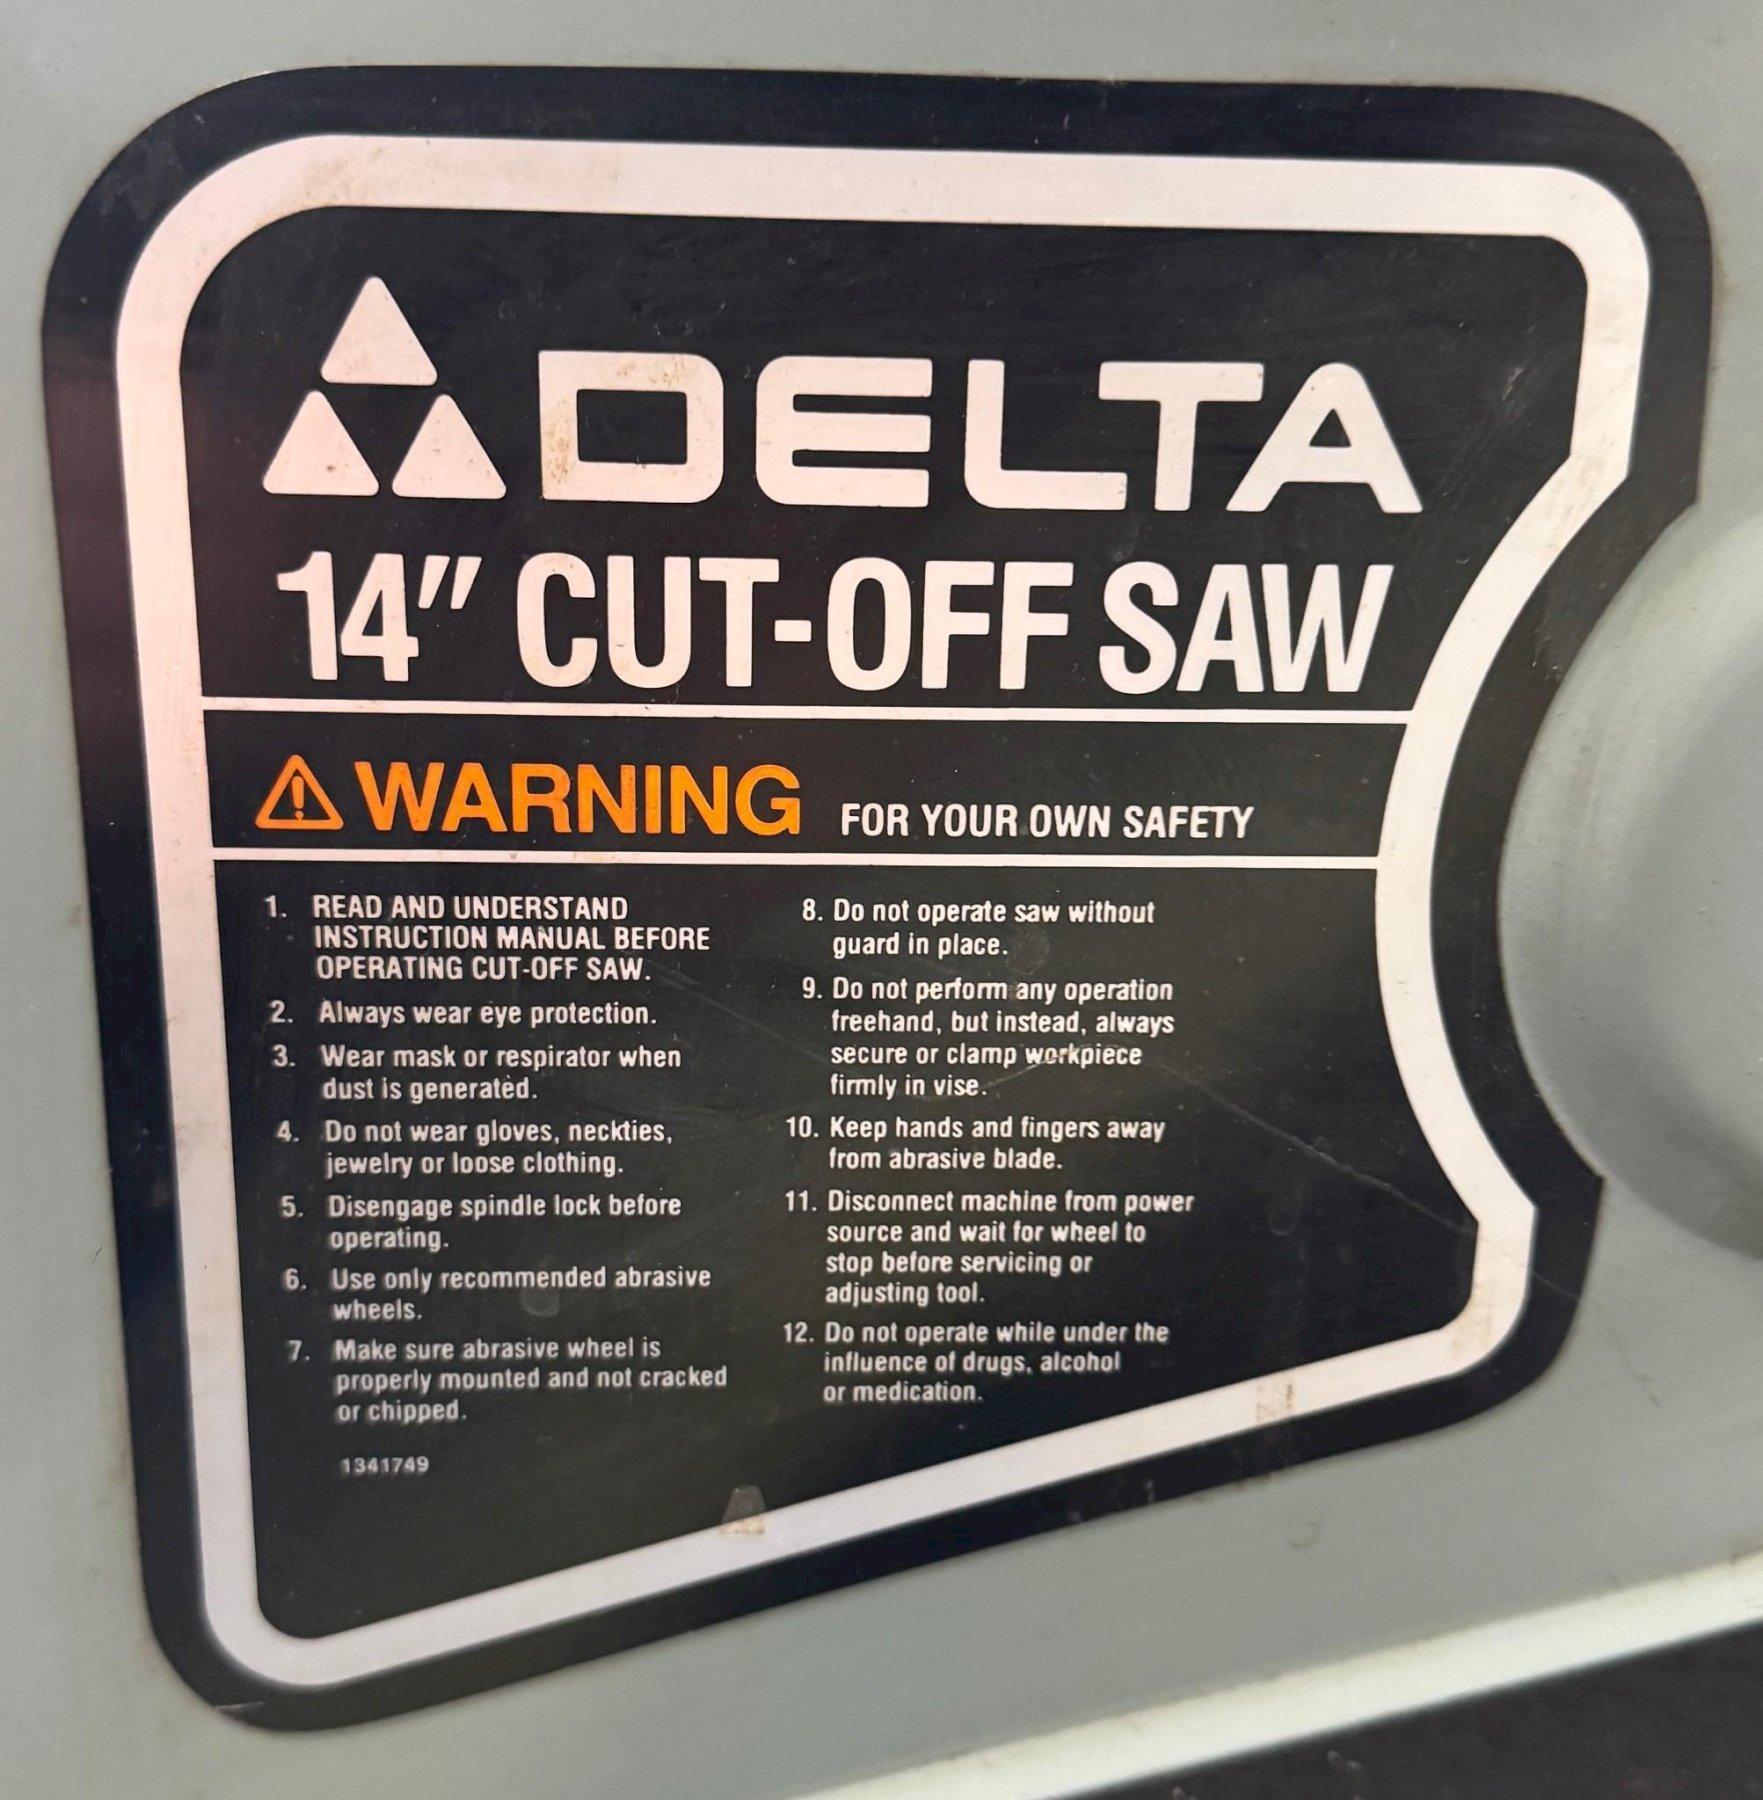 DELTA
14" CUT-OFF SAW
WARNING FOR YOUR OWN SAFETY
1. READ AND UNDERSTAND
INSTRUCTION MANUAL BEFORE
OPERATING CUT-OFF SAW.
2. Always wear eye protection.
3. Wear mask or respirator when
dust is generated.
4. Do not wear gloves, neckties,
jewelry or loose clothing.
5. Disengage spindle lock before
operating.
6. Use only recommended abrasive
wheels.
7. Make sure abrasive wheel is
properly mounted and not cracked
or chipped.
1341749
8. Do not operate saw without
guard in place.
9. Do not perform any operation
freehand, but instead, always
secure or clamp workpiece
firmly in vise.
10. Keep hands and fingers away
from abrasive blade.
11. Disconnect machine from power
source and wait for wheel to
stop before servicing or
adjusting tool.
12. Do not operate while under the
influence of drugs, alcohol
or medication.